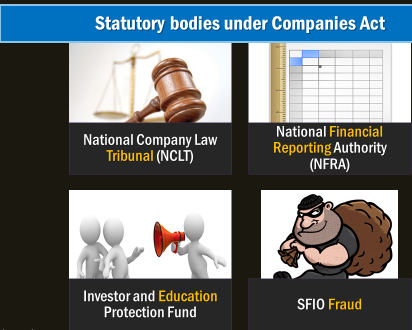 Statutory bodies under Companies Act
National Company Law
Tribunal (NCLT)
National Financial
Reporting Authority
(NFRA)
Investor and Education
Protection Fund
SFIO Fraud